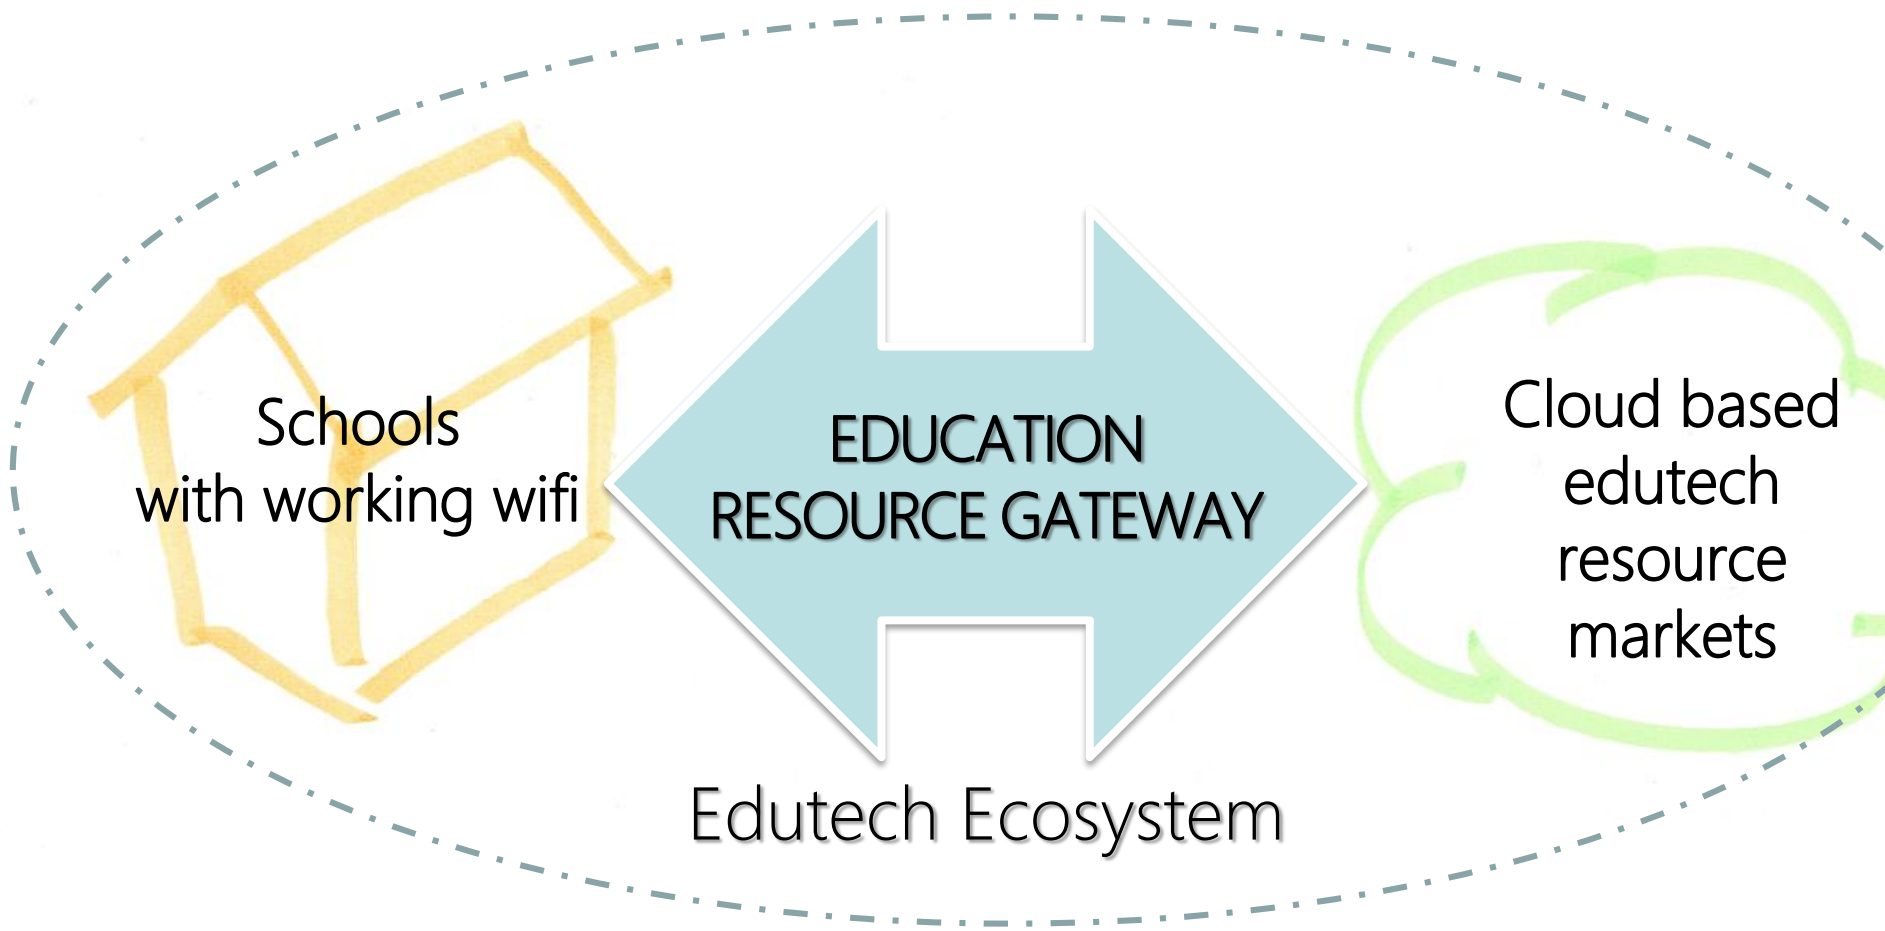 Schools
with working wifi
EDUCATION
RESOURCE GATEWAY
Cloud based
edutech
resource
markets
Edutech Ecosystem